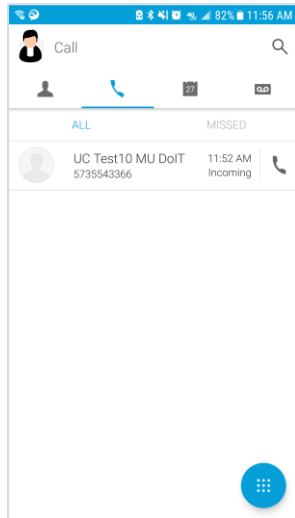 82% 11:56 AM
Call
27
ALL MISSED
UC Test10 MU DoIT 11:52 AM
5735543366 Incoming